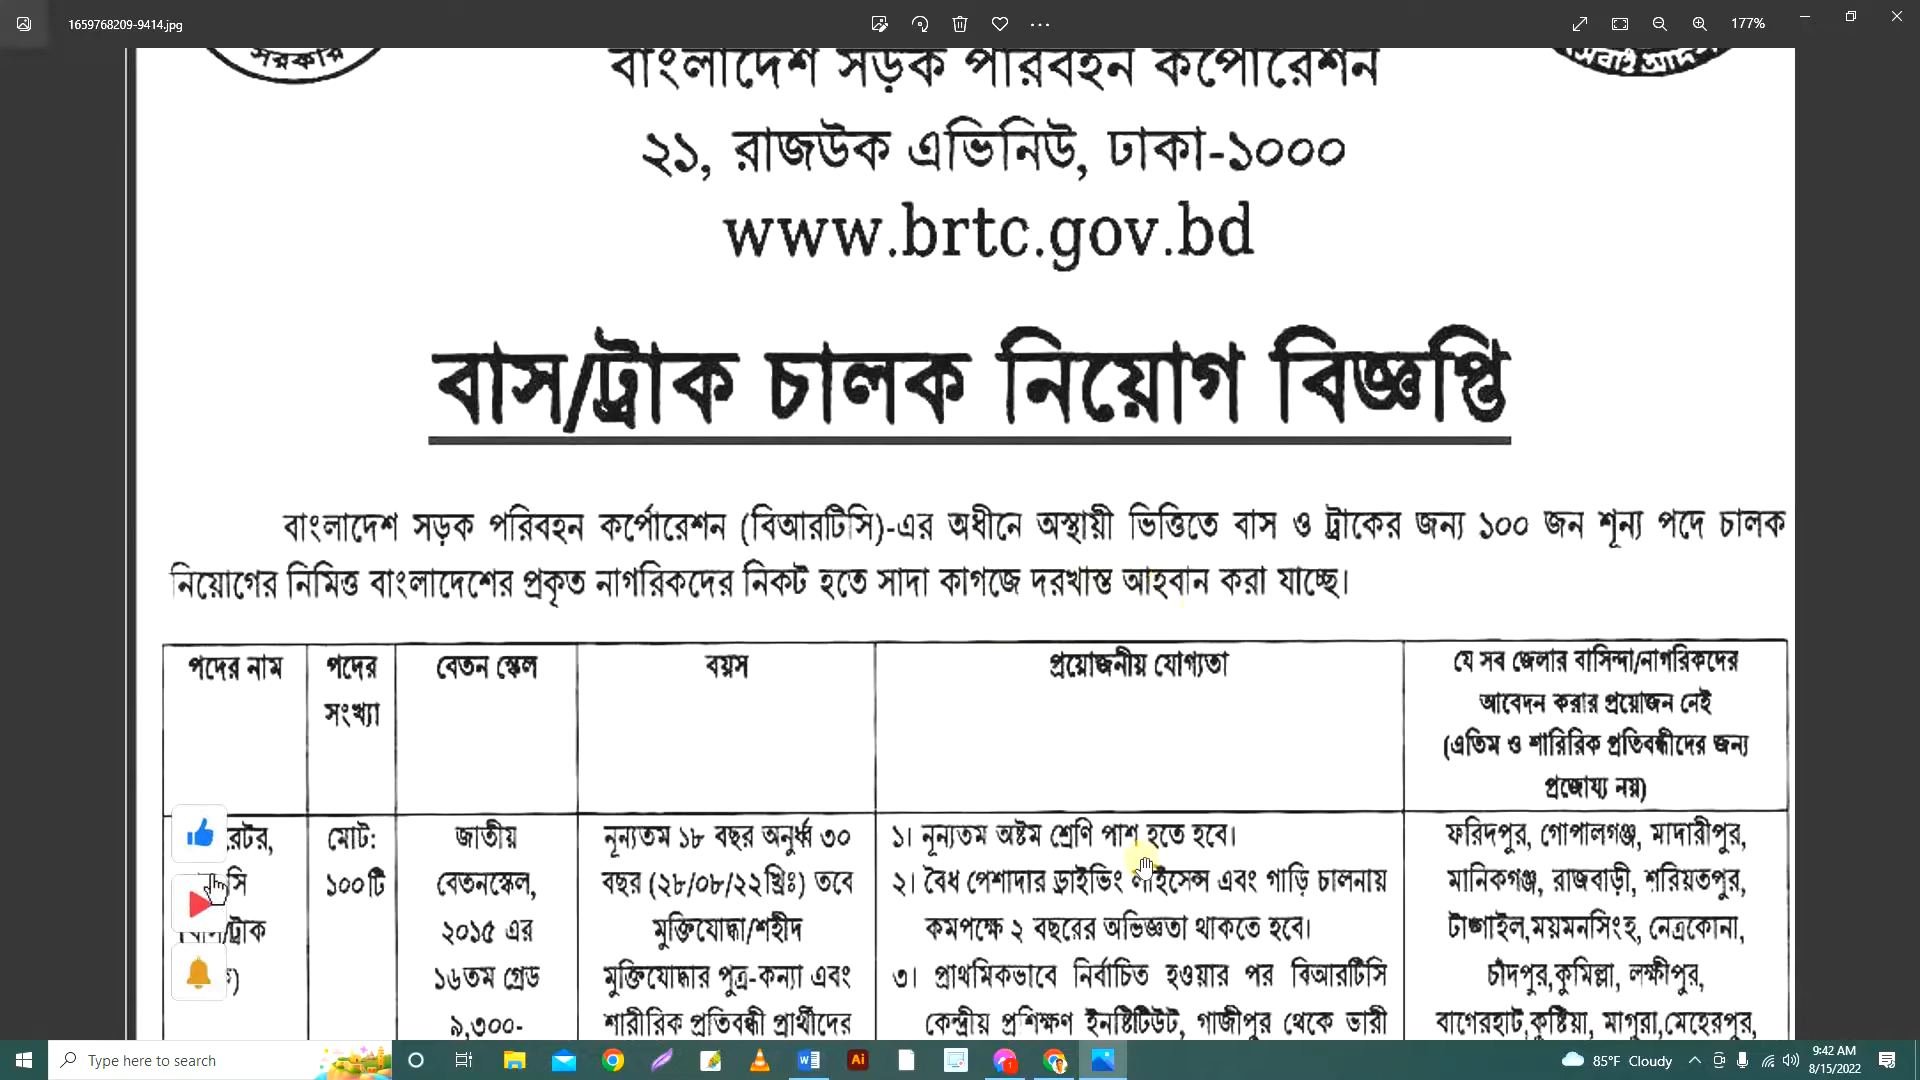 1659768209-9414.jpg
177%
সরকার
বাংলাদেশ সড়ক পরিবহন কর্পোরেশন
২১, রাজউক এভিনিউ, ঢাকা-১০০০
www.brtc.gov.bd
বাস/ট্রাক চালক নিয়োগ বিজ্ঞপ্তি
বাংলাদেশ সড়ক পরিবহন কর্পোরেশন (বিআরটিসি)-এর অধীনে অস্থায়ী ভিত্তিতে বাস ও ট্রাকের জন্য ১০০ জন শূন্য পদে চালক
নিয়োগের নিমিত্ত বাংলাদেশের প্রকৃত নাগরিকদের নিকট হতে সাদা কাগজে দরখাস্ত আহবান করা যাচ্ছে।
পদের নাম
পদের
সংখ্যা
বেতন স্কেল
বয়স
প্রয়োজনীয় যোগ্যতা
যে সব জেলার বাসিন্দা/নাগরিকদের
আবেদন করার প্রয়োজন নেই
(এতিম ও শারিরিক প্রতিবন্ধীদের জন্য
প্রজোয্য নয়)
মোট:
১০০টি
জাতীয়
বেতনস্কেল,
২০১৫ এর
১৬তম গ্রেড
৯,৩০০-
নূন্যতম ১৮ বছর অনুর্ধ্ব ৩০
বছর (২৮/০৮/২২খ্রিঃ) তবে
মুক্তিযোদ্ধা/শহীদ
মুক্তিযোদ্ধার পুত্র-কন্যা এবং
শারীরিক প্রতিবন্ধী প্রার্থীদের
১। নূন্যতম অষ্টম শ্রেণি পাশ হতে হবে।
২। বৈধ পেশাদার ড্রাইভিং লাইসেন্স এবং গাড়ি চালনায়
কমপক্ষে ২ বছরের অভিজ্ঞতা থাকতে হবে।
৩। প্রাথমিকভাবে নির্বাচিত হওয়ার পর বিআরটিসি
কেন্দ্রীয় প্রশিক্ষণ ইনষ্টিটিউট, গাজীপুর থেকে ভারী
ফরিদপুর, গোপালগঞ্জ, মাদারীপুর,
মানিকগঞ্জ, রাজবাড়ী, শরিয়তপুর,
টাঙ্গাইল,ময়মনসিংহ, নেত্রকোনা,
চাঁদপুর,কুমিল্লা, লক্ষীপুর,
বাগেরহাট,কুষ্টিয়া, মাগুরা,মেহেরপুর,
Type here to search
85°F Cloudy
9:42 AM
8/15/2022